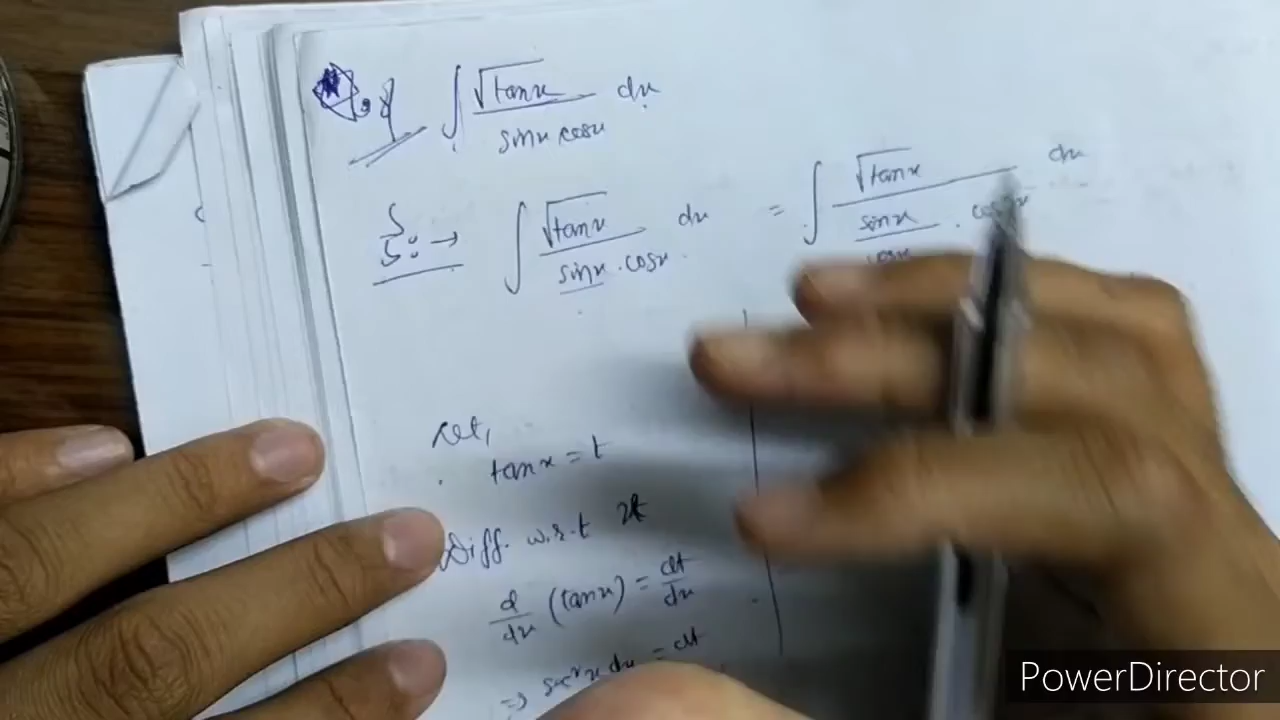 ∫ √tanx / sinx cosx dx
S:→ ∫ √tanx / sinx . cosx dx = ∫ √tanx / sinx / cosx . dx
Let,
tanx = t
Diff. w.r.t x
d/dx (tanx) = dt/dx
⇒ sec²x dx = dt
PowerDirector